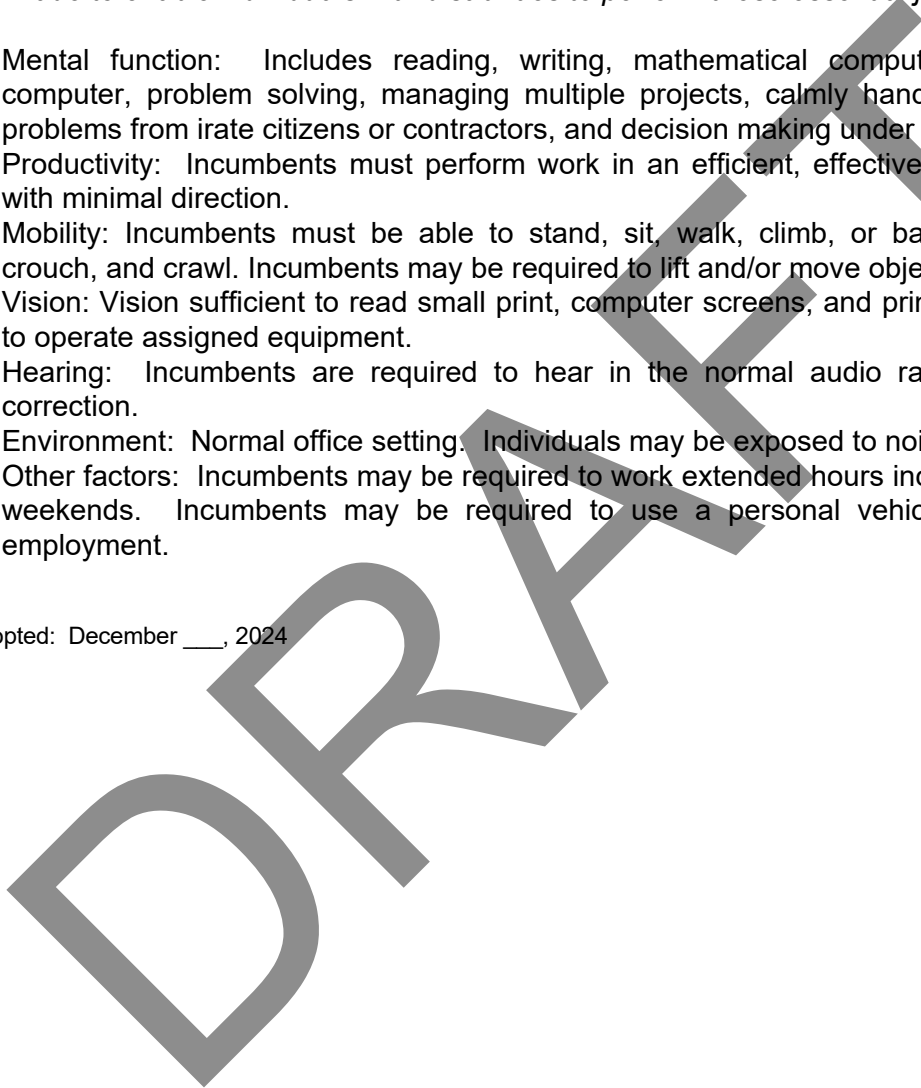 Mental function: Includes reading, writing, mathematical comput
computer, problem solving, managing multiple projects, calmly hand
problems from irate citizens or contractors, and decision making under
Productivity: Incumbents must perform work in an efficient, effective
with minimal direction.
Mobility: Incumbents must be able to stand, sit, walk, climb, or ba
crouch, and crawl. Incumbents may be required to lift and/or move obje
Vision: Vision sufficient to read small print, computer screens, and prin
to operate assigned equipment.
Hearing: Incumbents are required to hear in the normal audio ra
correction.
Environment: Normal office setting. Individuals may be exposed to noi
Other factors: Incumbents may be required to work extended hours inc
weekends. Incumbents may be required to use a personal vehic
employment.
opted: December ___, 2024
DRAFT